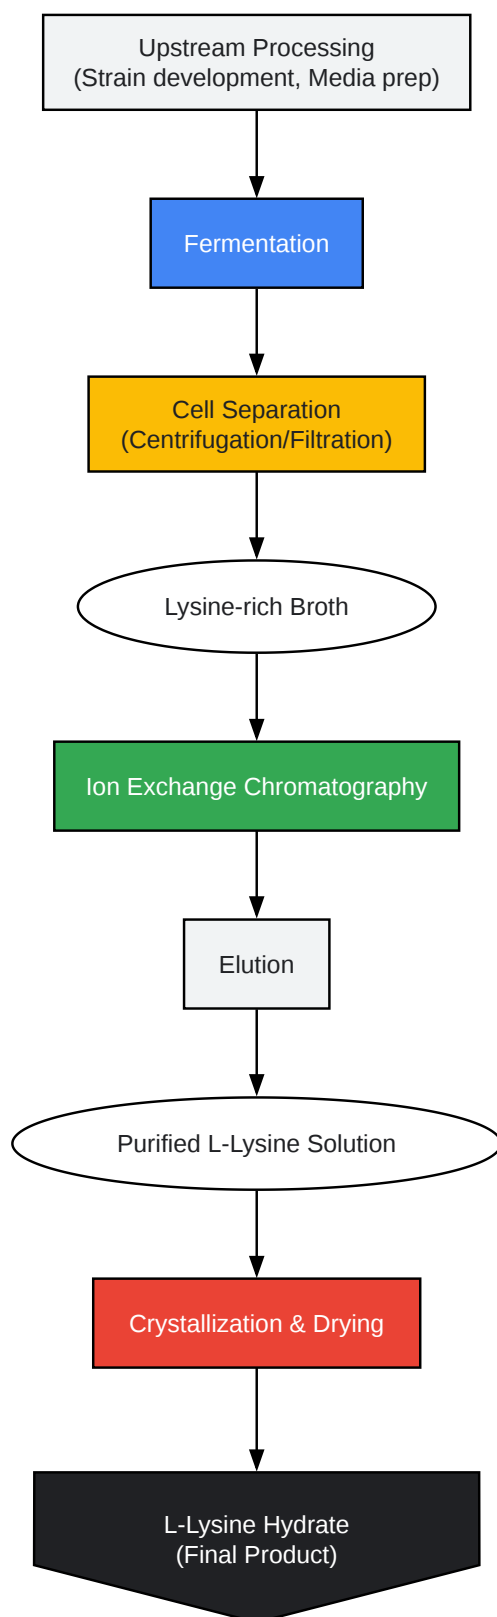 Upstream Processing
(Strain development, Media prep)
Fermentation
Cell Separation
(Centrifugation/Filtration)
Lysine-rich Broth
Ion Exchange Chromatography
Elution
Purified L-Lysine Solution
Crystallization & Drying
L-Lysine Hydrate
(Final Product)